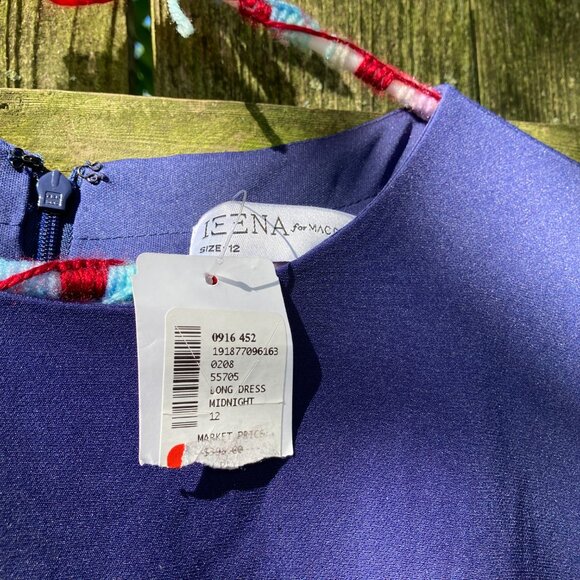 IEENA for MAC
SIZE: 12
0916 452
191877096163
0208
55705
LONG DRESS
MIDNIGHT
12
MARKET PRICE